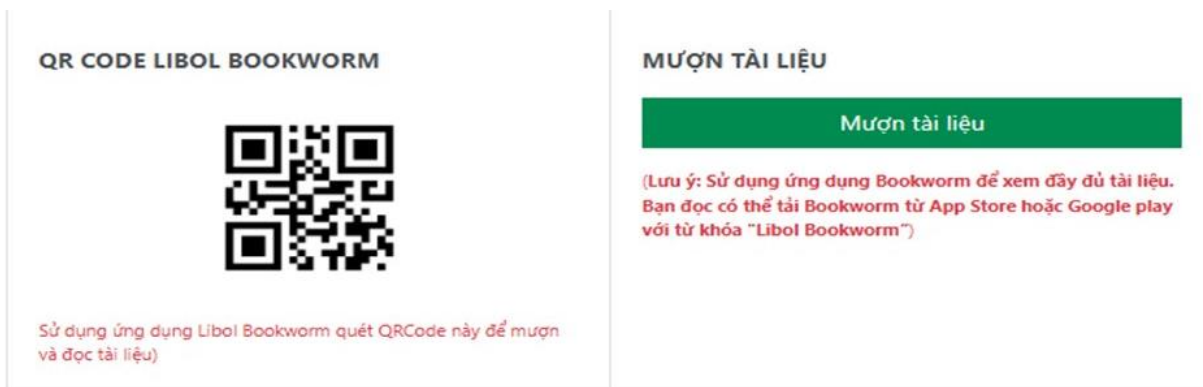 QR CODE LIBOL BOOKWORM
Sử dụng ứng dụng Libol Bookworm quét QRCode này để mượn
và đọc tài liệu)
MƯỢN TÀI LIỆU
Mượn tài liệu
(Lưu ý: Sử dụng ứng dụng Bookworm để xem đầy đủ tài liệu.
Bạn đọc có thể tải Bookworm từ App Store hoặc Google play
với từ khóa "Libol Bookworm")